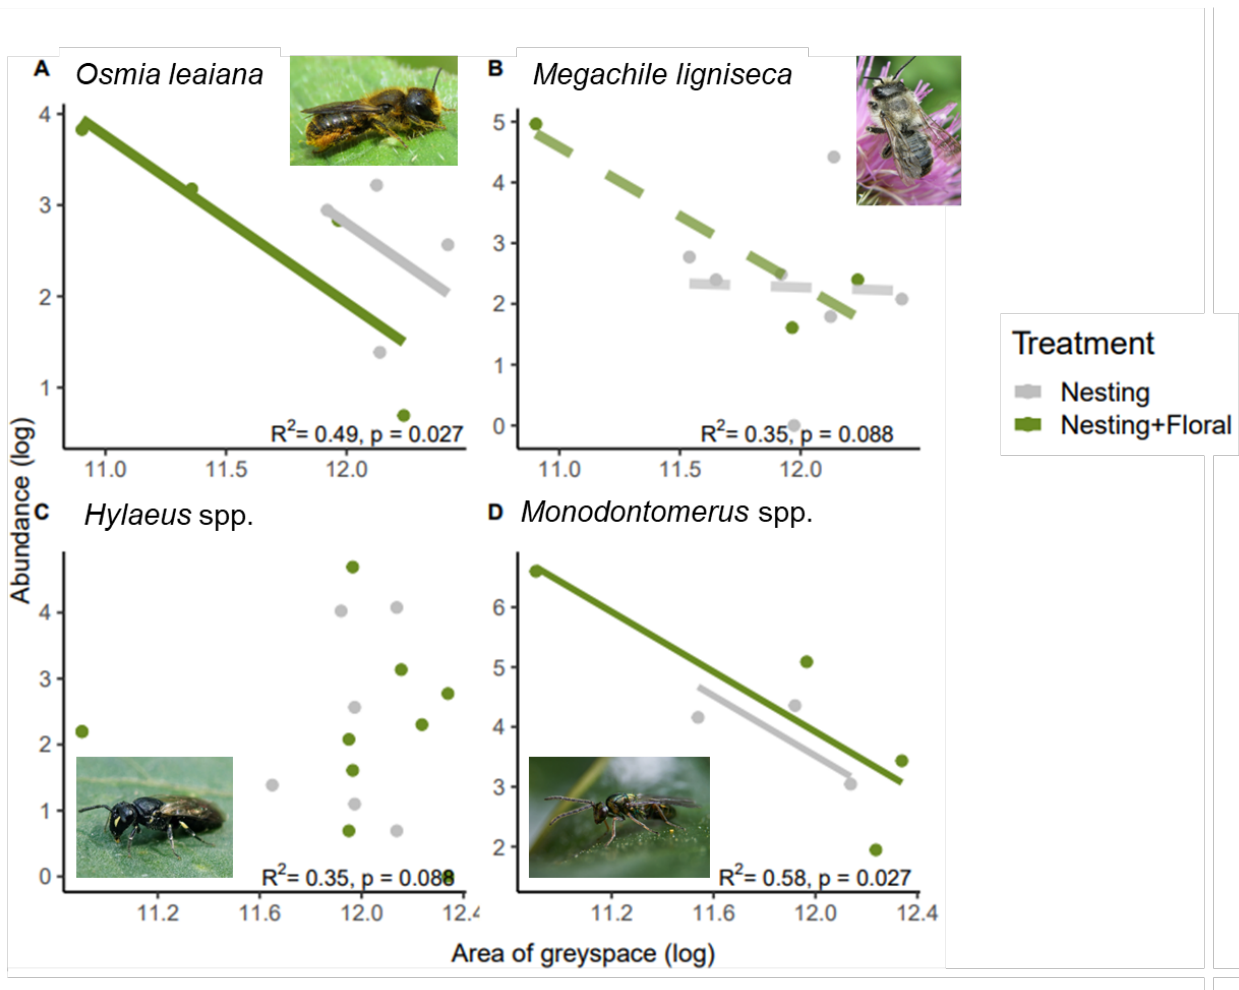 A Osmia leaiana
B Megachile ligniseca
4
3
2
1
R²= 0.49, p = 0.027
11.0 11.5 12.0
5
4
3
2
1
0
R²= 0.35, p = 0.088
11.0 11.5 12.0
Treatment
Nesting
Nesting+Floral
Abundance (log)
C Hylaeus spp.
D Monodontomerus spp.
4
3
2
1
0
R²= 0.35, p = 0.088
11.2 11.6 12.0 12.4
6
5
4
3
2
R²= 0.58, p = 0.027
11.2 11.6 12.0 12.4
Area of greyspace (log)